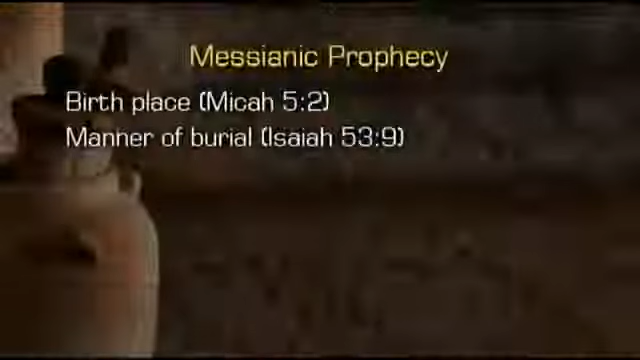 Messianic Prophecy
Birth place (Micah 5:2)
Manner of burial (Isaiah 53:9)